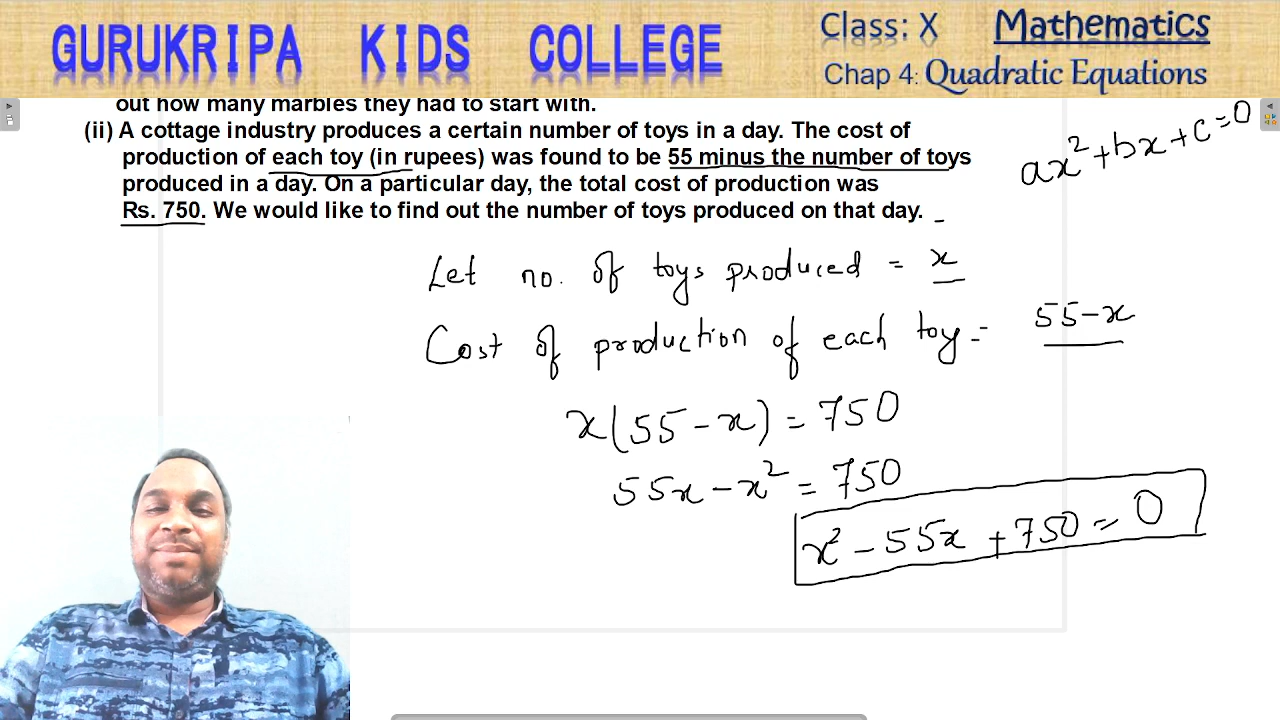 GURUKRIPA KIDS COLLEGE
Class: X Mathematics
Chap 4: Quadratic Equations
out how many marbles they had to start with.
(ii) A cottage industry produces a certain number of toys in a day. The cost of
production of each toy (in rupees) was found to be 55 minus the number of toys
produced in a day. On a particular day, the total cost of production was
Rs. 750. We would like to find out the number of toys produced on that day.
ax²+bx+c=0
Let no. of toys produced = x
Cost of production of each toy = 55-x
x(55-x)=750
55x-x²=750
x²-55x+750=0